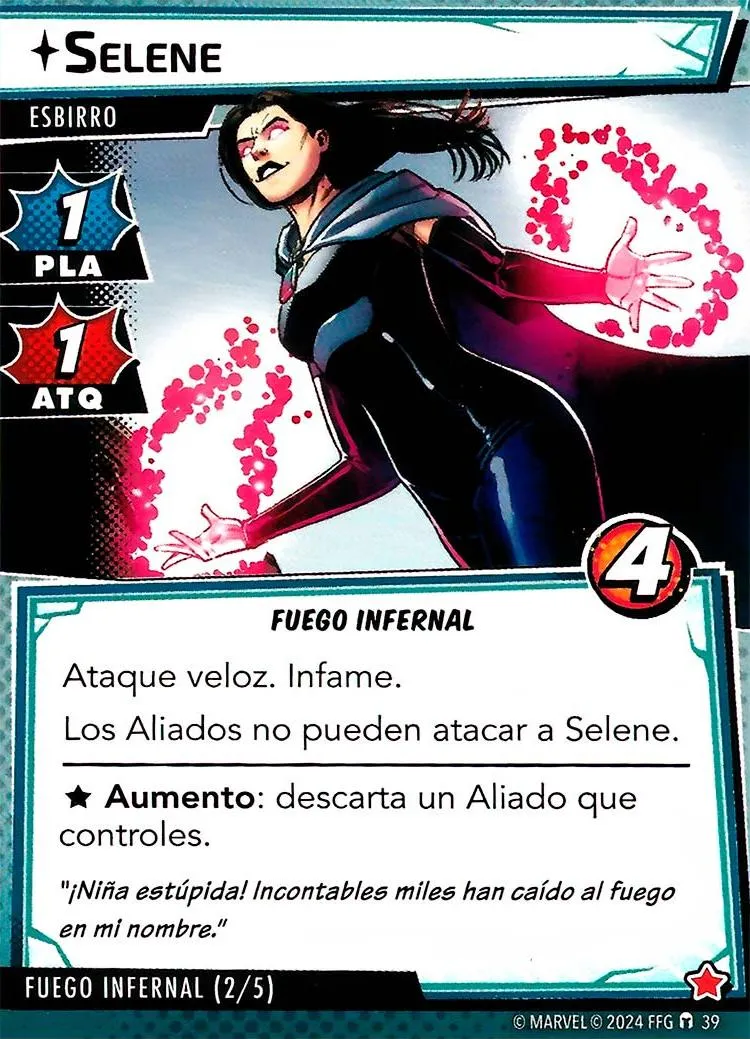 SELENE
ESBIRRO
1
PLA
1
ATQ
4
FUEGO INFERNAL
Ataque veloz. Infame.
Los Aliados no pueden atacar a Selene.
★ Aumento: descarta un Aliado que
controles.
"¡Niña estúpida! Incontables miles han caído al fuego
en mi nombre."
FUEGO INFERNAL (2/5)
© MARVEL © 2024 FFG 39